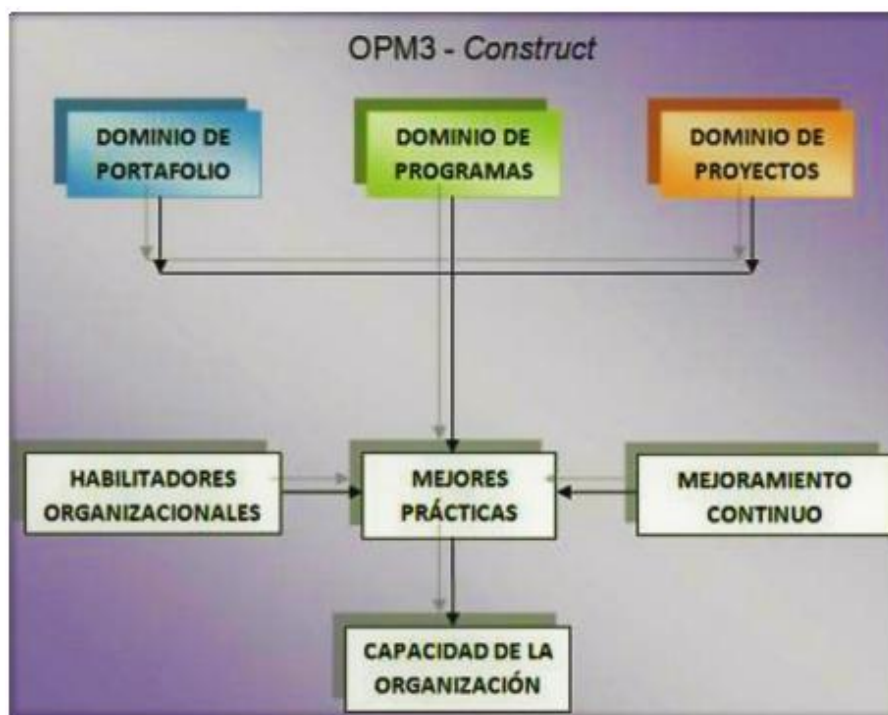 OPM3 - Construct
DOMINIO DE
PORTAFOLIO
DOMINIO DE
PROGRAMAS
DOMINIO DE
PROYECTOS
HABILITADORES
ORGANIZACIONALES
MEJORES
PRÁCTICAS
MEJORAMIENTO
CONTINUO
CAPACIDAD DE LA
ORGANIZACIÓN